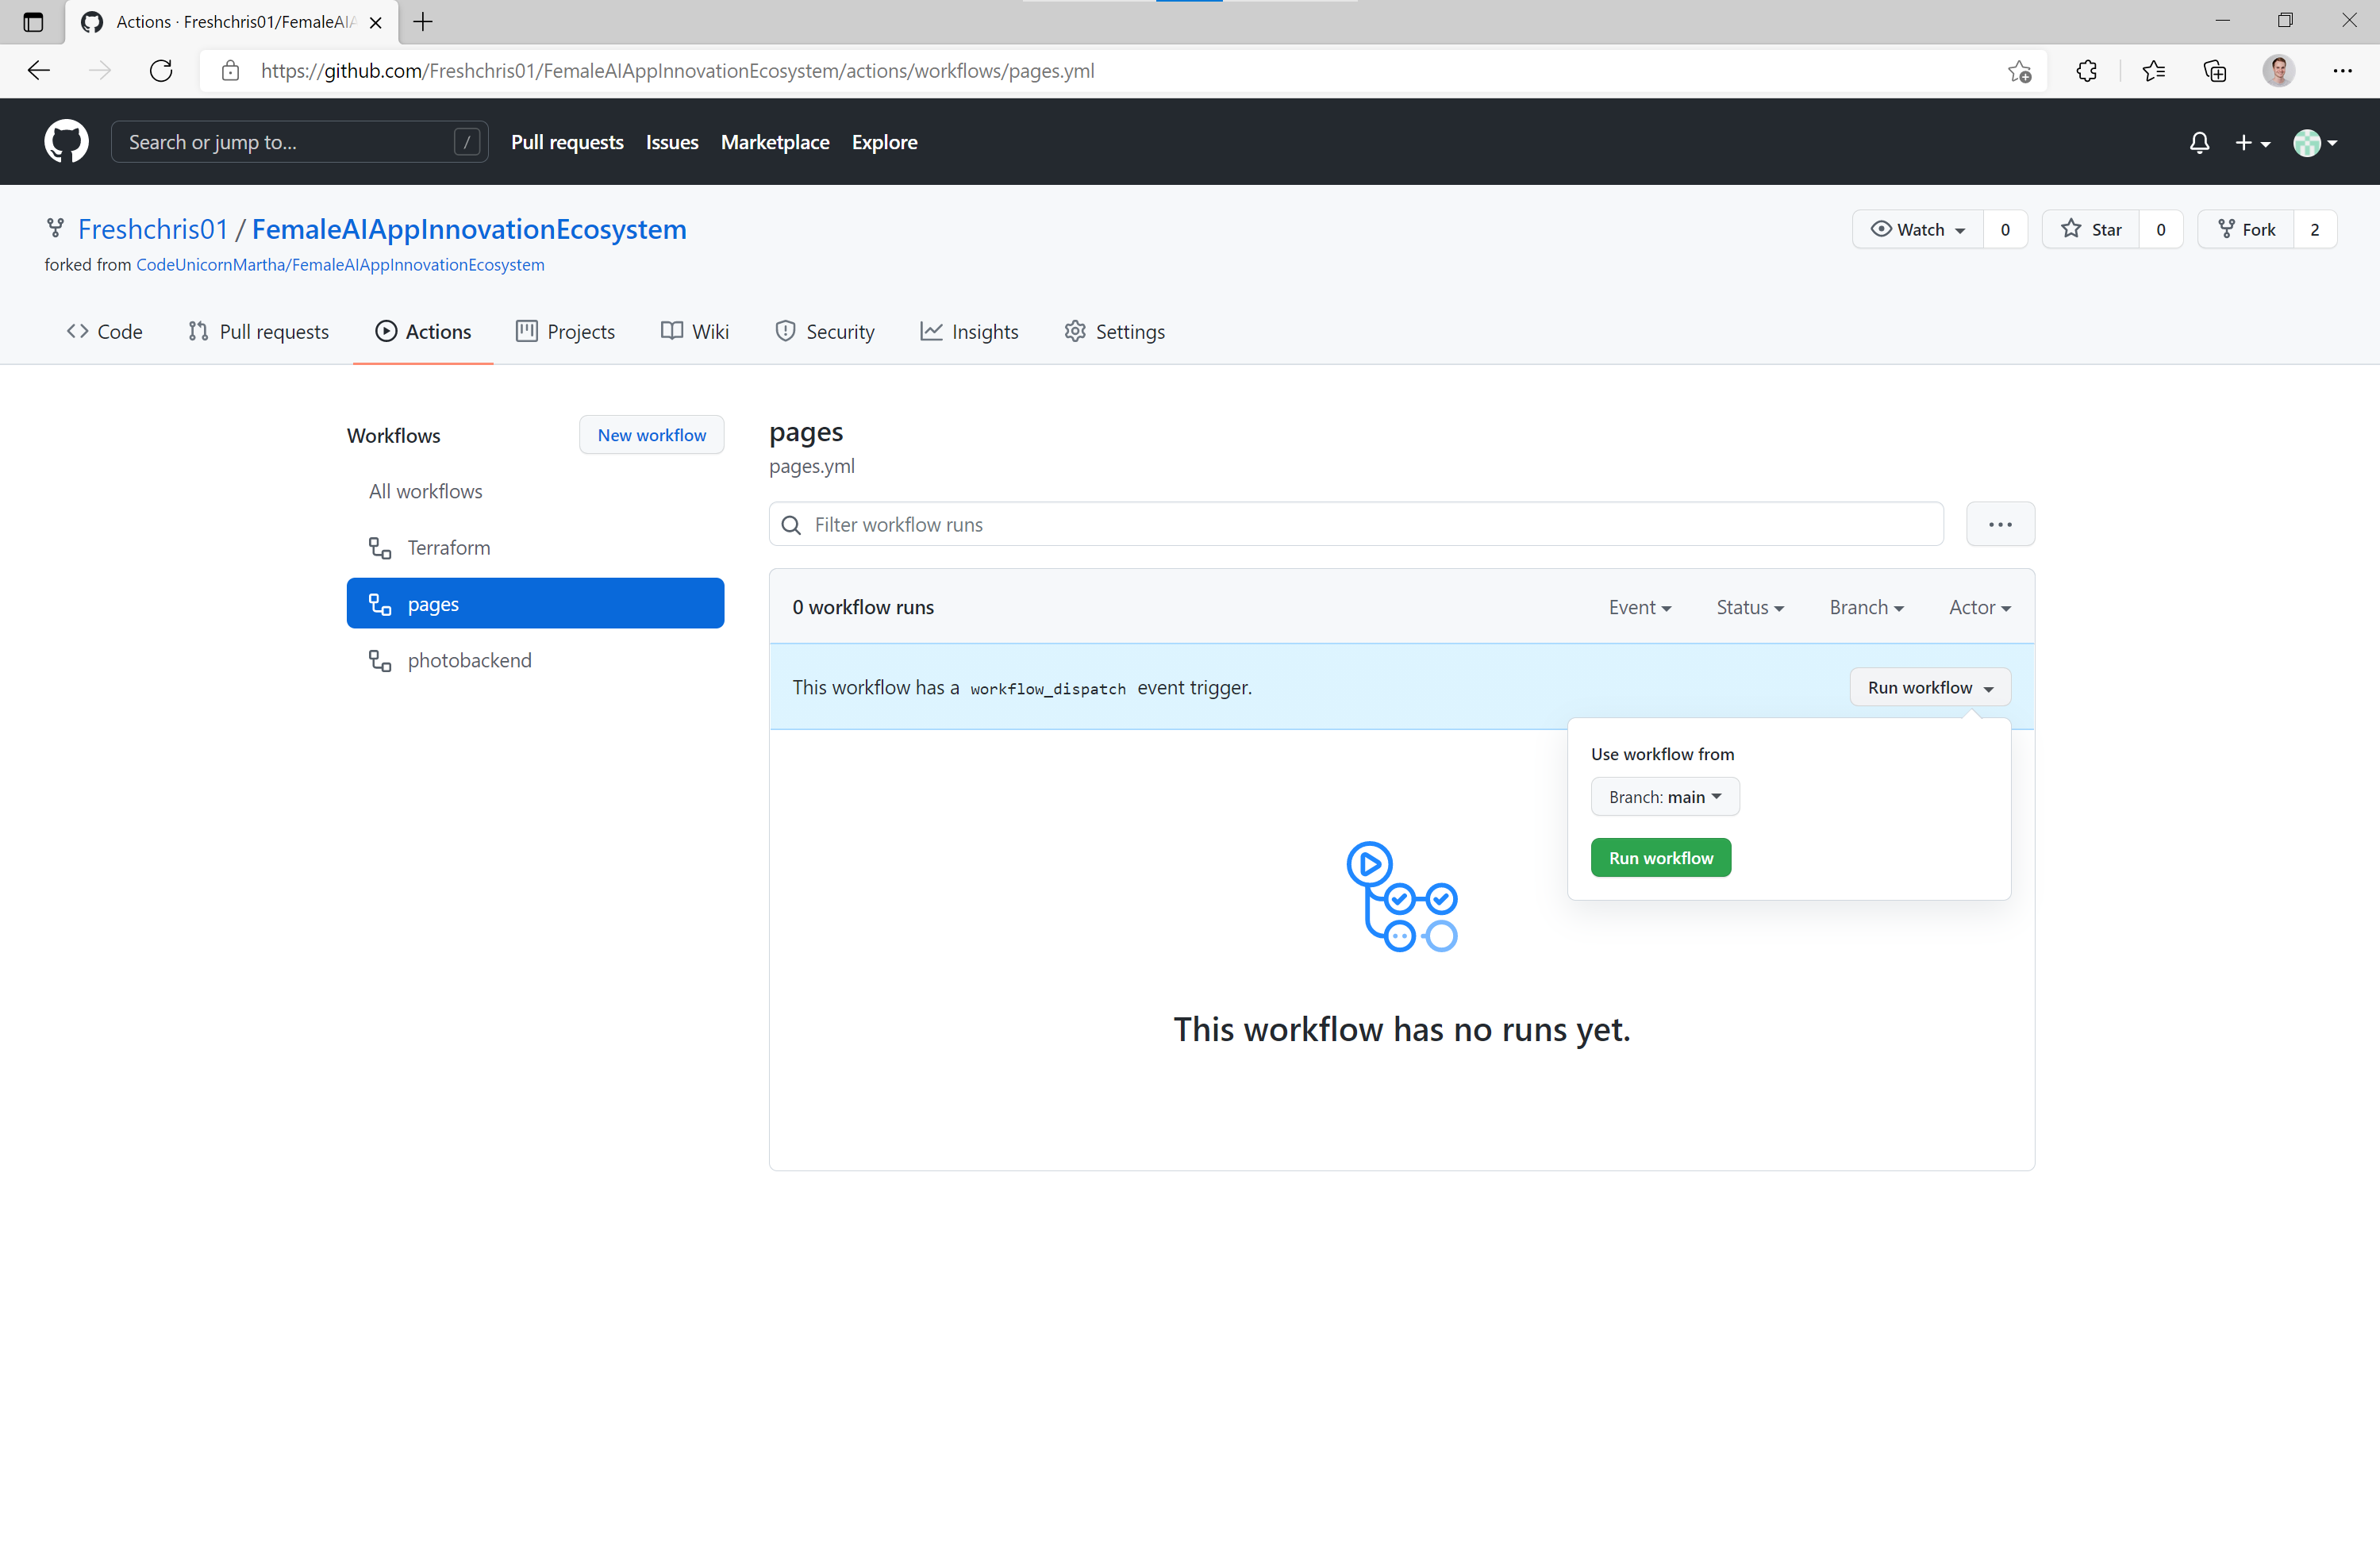 Actions · Freshchris01/FemaleAIA
https://github.com/Freshchris01/FemaleAIAppInnovationEcosystem/actions/workflows/pages.yml
Search or jump to... /
Pull requests Issues Marketplace Explore
Freshchris01 / FemaleAIAppInnovationEcosystem
Watch 0 Star 0 Fork 2
forked from CodeUnicornMartha/FemaleAIAppInnovationEcosystem
Code Pull requests Actions Projects Wiki Security Insights Settings
Workflows
New workflow
All workflows
Terraform
pages
photobackend
pages
pages.yml
Filter workflow runs
0 workflow runs
Event Status Branch Actor
This workflow has a workflow_dispatch event trigger.
Run workflow
Use workflow from
Branch: main
Run workflow
This workflow has no runs yet.